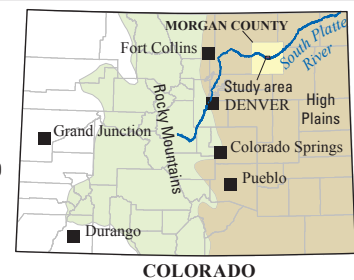 MORGAN COUNTY
Fort Collins
South Platte
River
Study area
DENVER
High
Plains
Rocky Mountains
Grand Junction
Colorado Springs
Pueblo
Durango
COLORADO